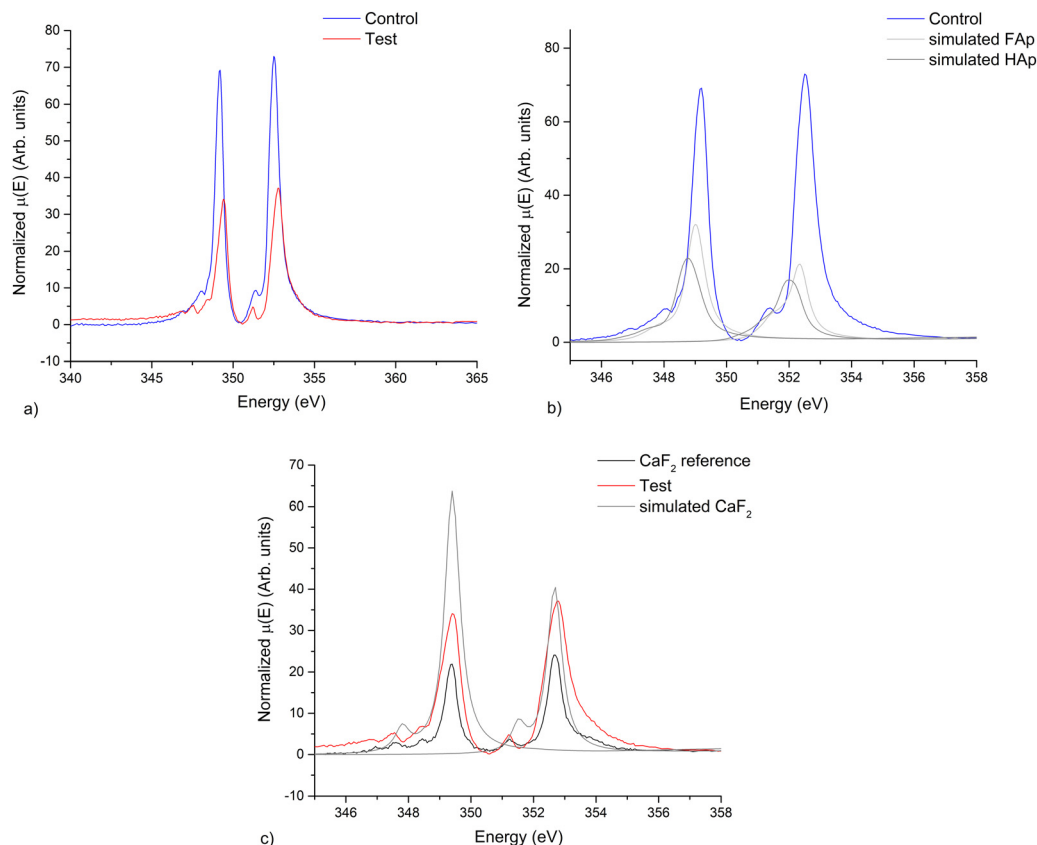 Control
Test
80
70
60
50
40
30
20
10
0
-10
340
345
350
355
360
365
Normalized μ(E) (Arb. units)
Energy (eV)
a)
Control
simulated FAp
simulated HAp
80
60
40
20
0
346
348
350
352
354
356
358
Normalized μ(E) (Arb. units)
Energy (eV)
b)
CaF₂ reference
Test
simulated CaF₂
70
60
50
40
30
20
10
0
-10
346
348
350
352
354
356
358
Normalized μ(E) (Arb. units)
Energy (eV)
c)